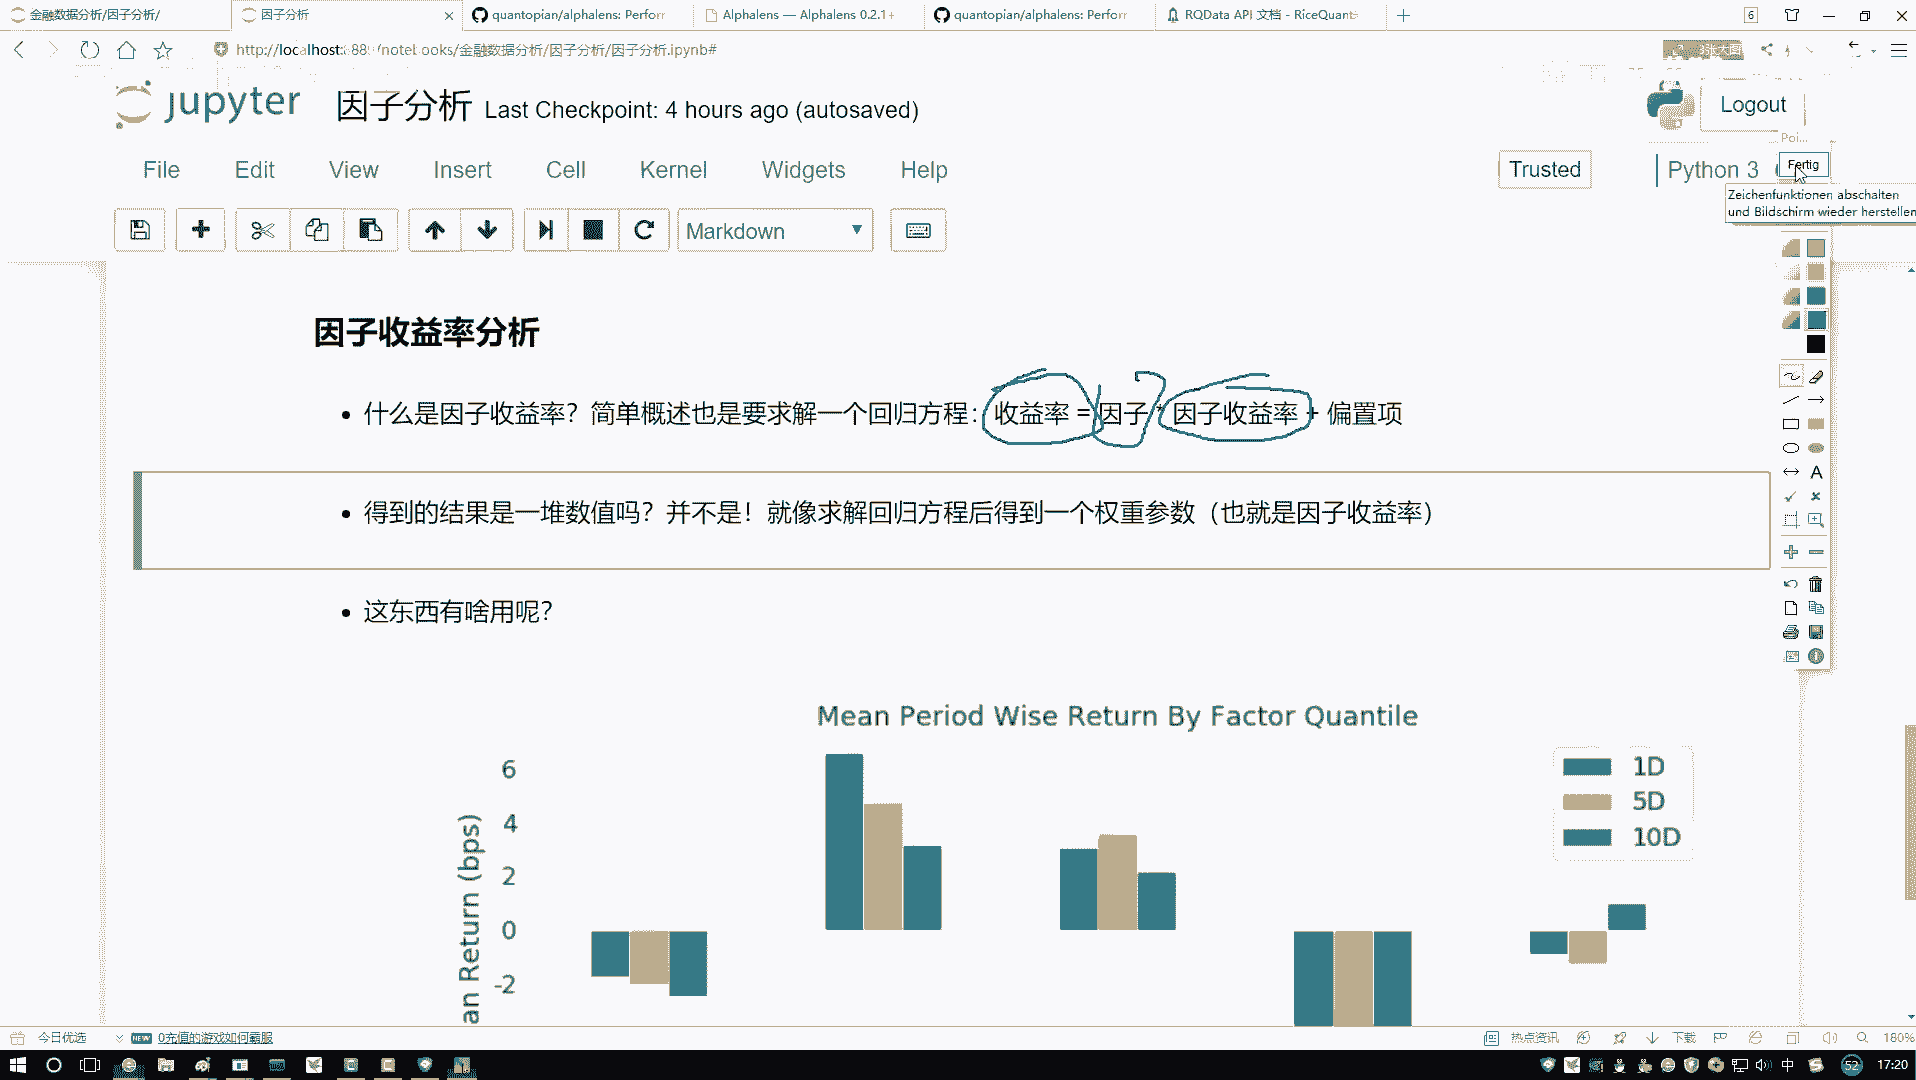 金融数据分析/因子分析/
因子分析
quantopian/alphalens: Perfor
Alphalens — Alphalens 0.2.1+
quantopian/alphalens: Perfor
RQData API 文档 - RiceQuant
6
/notebooks/金融数据分析/因子分析/因子分析.ipynb#
jupyter
因子分析 Last Checkpoint: 4 hours ago (autosaved)
Logout
Poi...
File Edit View Insert Cell Kernel Widgets Help
Trusted
Python 3
Fertig
Zeichenfunktionen abschalten
und Bildschirm wieder herstellen
Markdown
因子收益率分析
什么是因子收益率？简单概述也是要求解一个回归方程：收益率 = 因子 * 因子收益率 + 偏置项
得到的结果是一堆数值吗？并不是！就像求解回归方程后得到一个权重参数（也就是因子收益率）
这东西有啥用呢？
Mean Period Wise Return By Factor Quantile
an Return (bps)
6
4
2
0
-2
1D
5D
10D
A
今日优选
NEW
0充值的游戏如何霸服
热点资讯
下载
180%
中
52
17:20